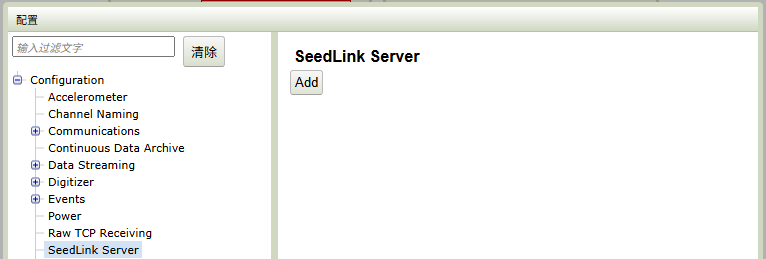 配置
输入过滤文字
清除
SeedLink Server
Add
Configuration
Accelerometer
Channel Naming
Communications
Continuous Data Archive
Data Streaming
Digitizer
Events
Power
Raw TCP Receiving
SeedLink Server